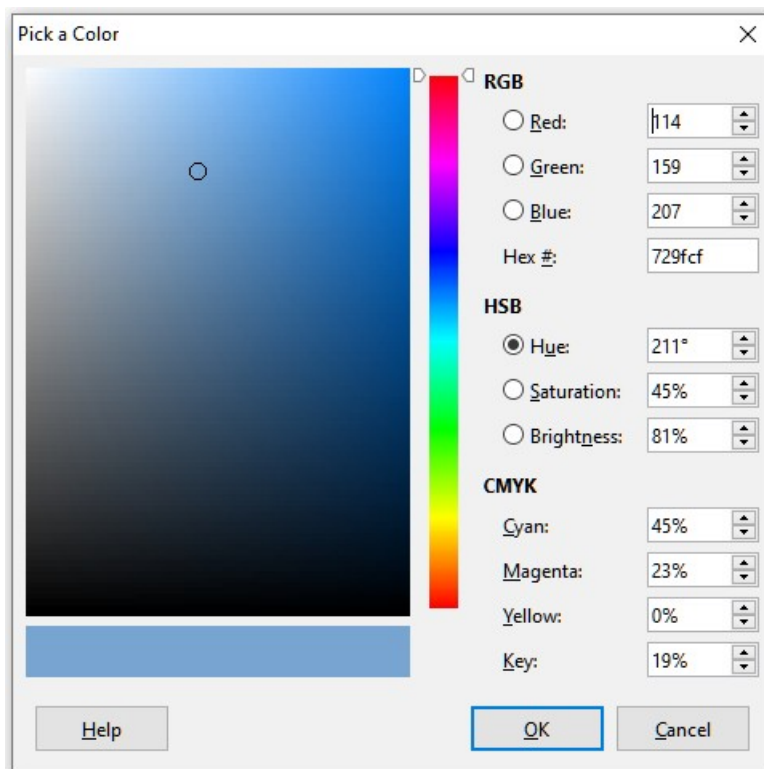 Pick a Color
RGB
Red: 114
Green: 159
Blue: 207
Hex #: 729fcf
HSB
Hue: 211°
Saturation: 45%
Brightness: 81%
CMYK
Cyan: 45%
Magenta: 23%
Yellow: 0%
Key: 19%
Help OK Cancel